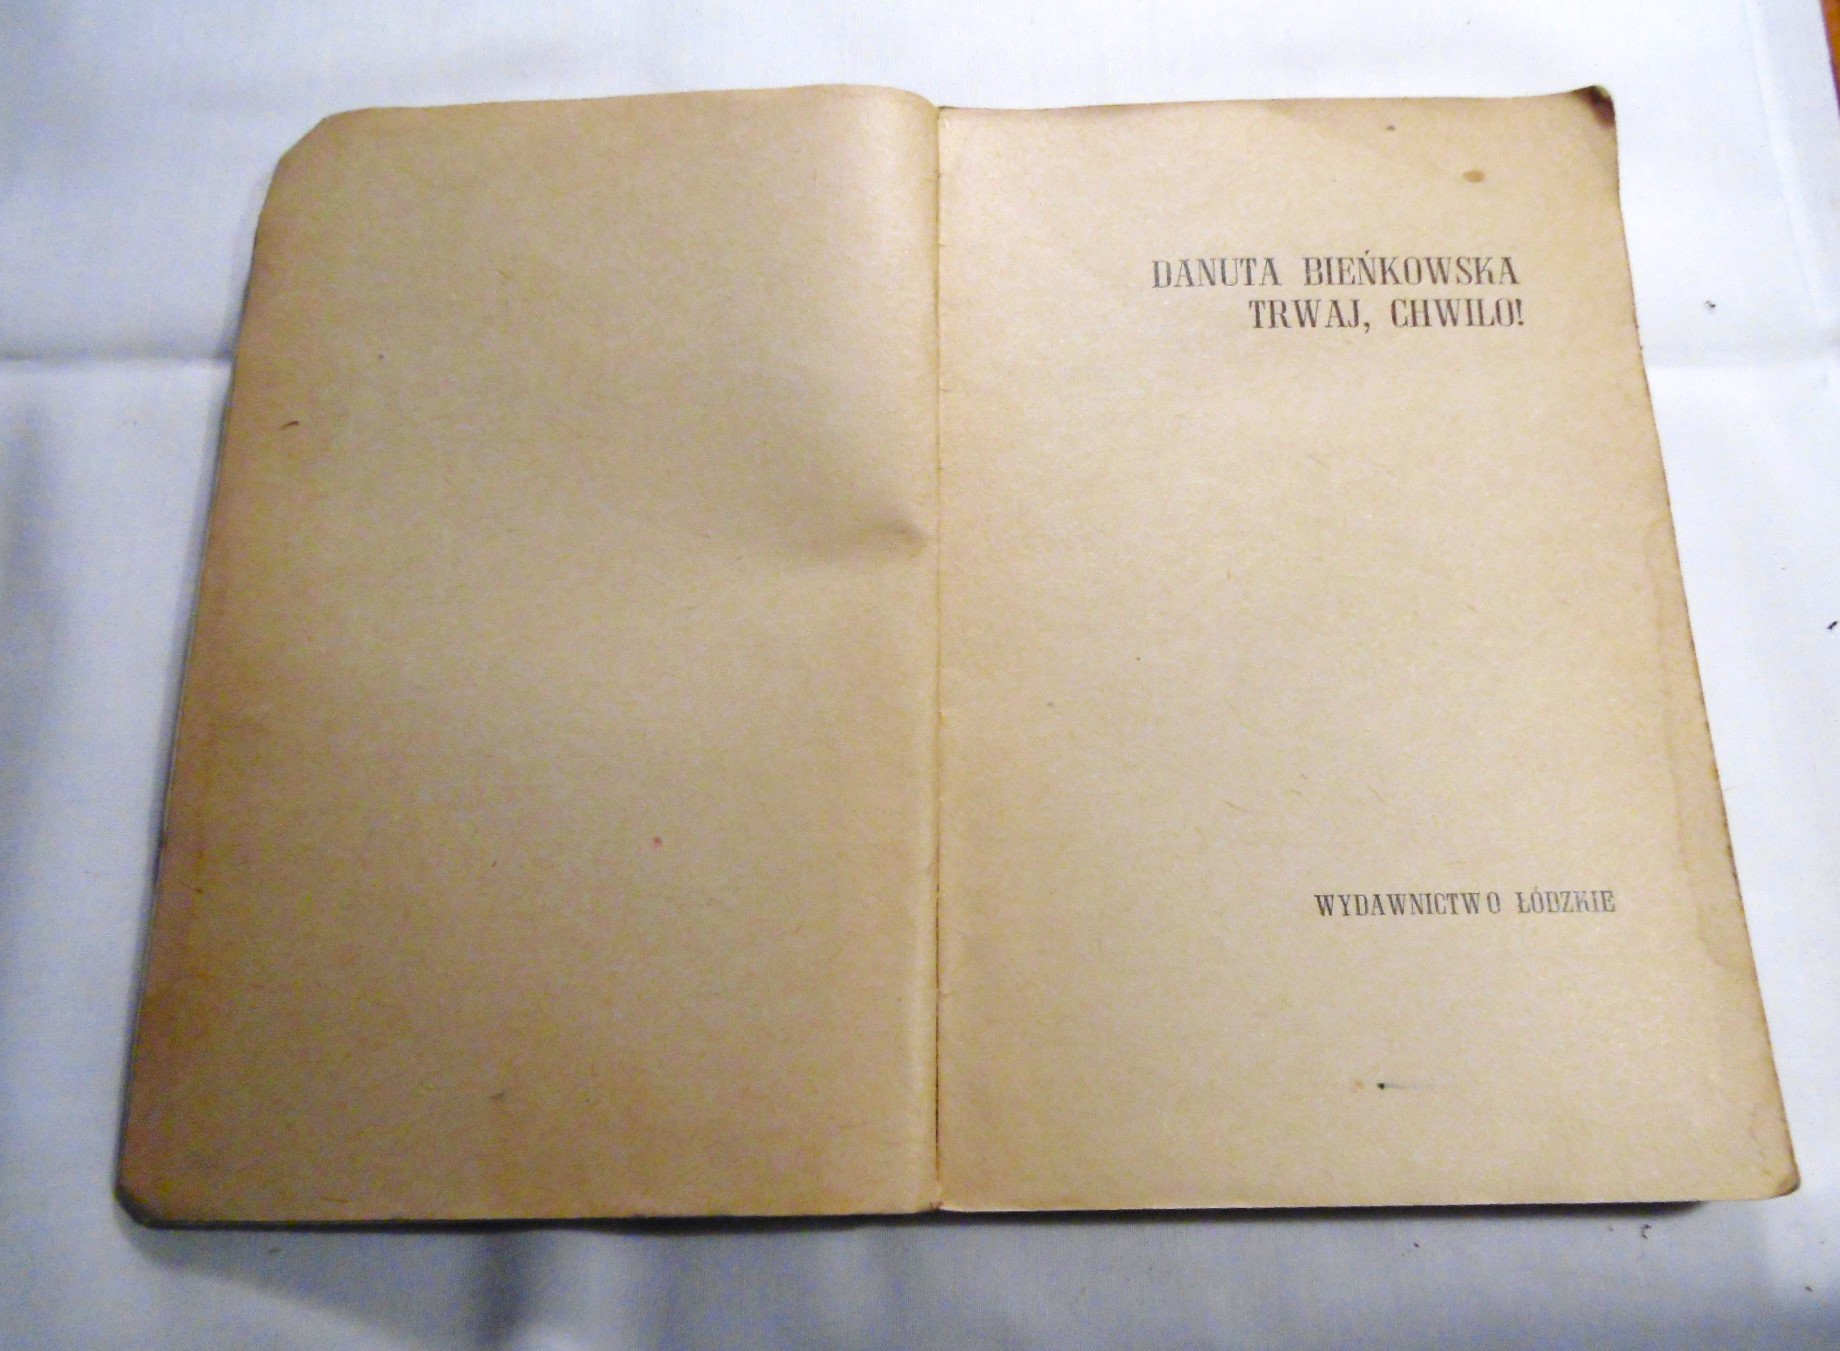 DANUTA BIEŃKOWSKA
TRWAJ, CHWILO!
WYDAWNICTWO ŁÓDZKIE